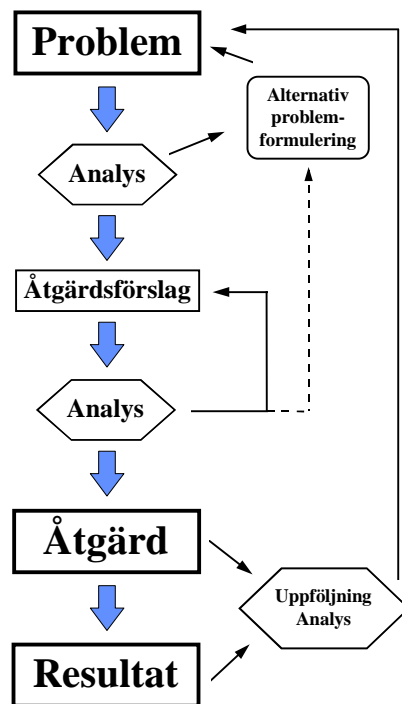 Problem
Alternativ
problem-
formulering
Analys
Åtgärdsförslag
Analys
Åtgärd
Uppföljning
Analys
Resultat